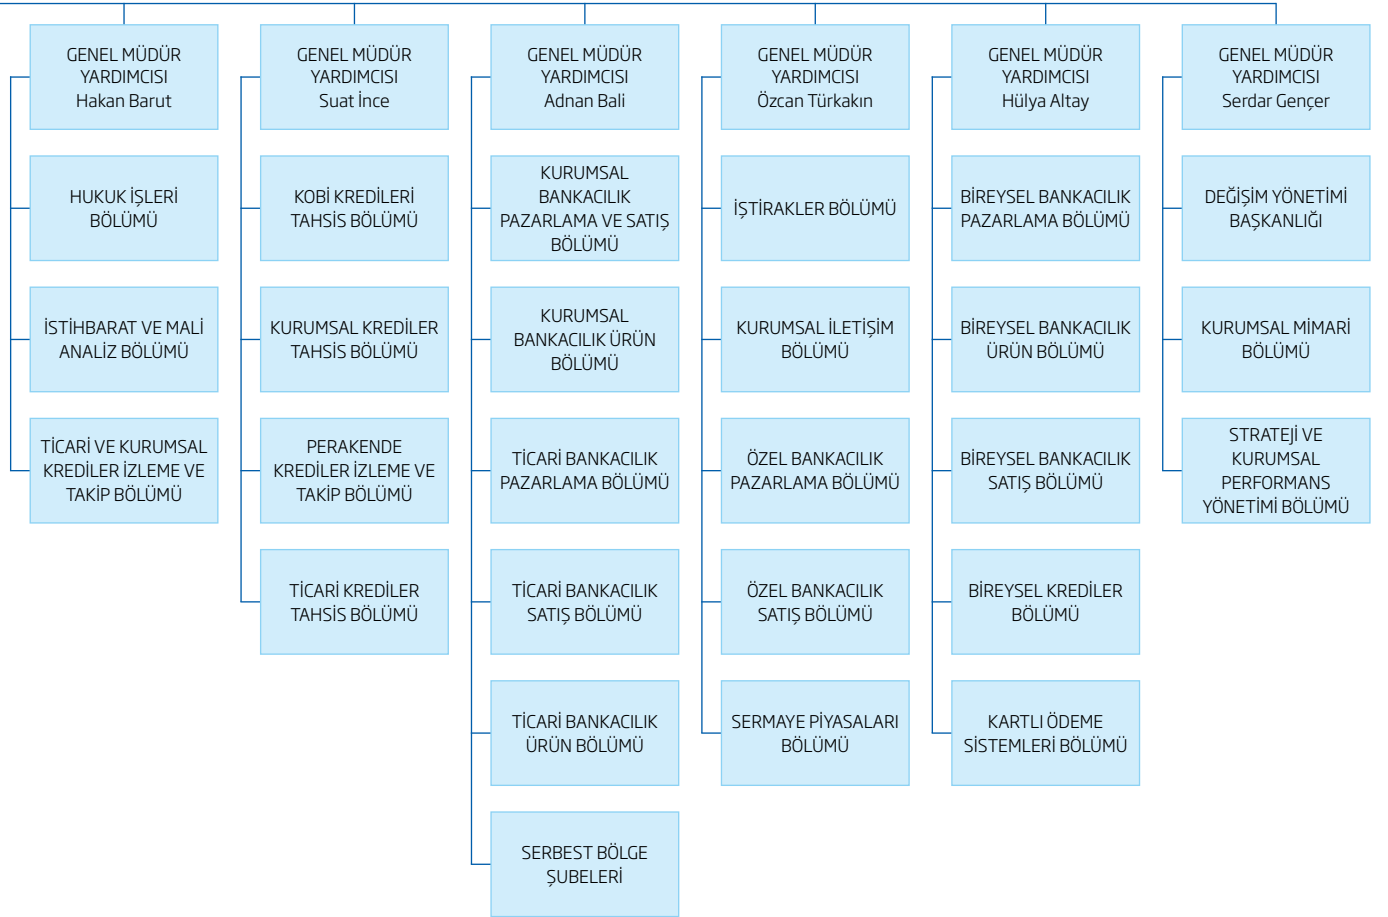 GENEL MÜDÜR
YARDIMCISI
Hakan Barut
HUKUK İŞLERİ
BÖLÜMÜ
İSTİHBARAT VE MALİ
ANALİZ BÖLÜMÜ
TİCARİ VE KURUMSAL
KREDİLER İZLEME VE
TAKİP BÖLÜMÜ
GENEL MÜDÜR
YARDIMCISI
Suat İnce
KOBİ KREDİLERİ
TAHSİS BÖLÜMÜ
KURUMSAL KREDİLER
TAHSİS BÖLÜMÜ
PERAKENDE
KREDİLER İZLEME VE
TAKİP BÖLÜMÜ
TİCARİ KREDİLER
TAHSİS BÖLÜMÜ
GENEL MÜDÜR
YARDIMCISI
Adnan Bali
KURUMSAL
BANKACILIK
PAZARLAMA VE SATIŞ
BÖLÜMÜ
KURUMSAL
BANKACILIK ÜRÜN
BÖLÜMÜ
TİCARİ BANKACILIK
PAZARLAMA BÖLÜMÜ
TİCARİ BANKACILIK
SATIŞ BÖLÜMÜ
TİCARİ BANKACILIK
ÜRÜN BÖLÜMÜ
SERBEST BÖLGE
ŞUBELERİ
GENEL MÜDÜR
YARDIMCISI
Özcan Türkakın
İŞTİRAKLER BÖLÜMÜ
KURUMSAL İLETİŞİM
BÖLÜMÜ
ÖZEL BANKACILIK
PAZARLAMA BÖLÜMÜ
ÖZEL BANKACILIK
SATIŞ BÖLÜMÜ
SERMAYE PİYASALARI
BÖLÜMÜ
GENEL MÜDÜR
YARDIMCISI
Hülya Altay
BİREYSEL BANKACILIK
PAZARLAMA BÖLÜMÜ
BİREYSEL BANKACILIK
ÜRÜN BÖLÜMÜ
BİREYSEL BANKACILIK
SATIŞ BÖLÜMÜ
BİREYSEL KREDİLER
BÖLÜMÜ
KARTLI ÖDEME
SİSTEMLERİ BÖLÜMÜ
GENEL MÜDÜR
YARDIMCISI
Serdar Gençer
DEĞİŞİM YÖNETİMİ
BAŞKANLIĞI
KURUMSAL MİMARİ
BÖLÜMÜ
STRATEJİ VE
KURUMSAL
PERFORMANS
YÖNETİMİ BÖLÜMÜ